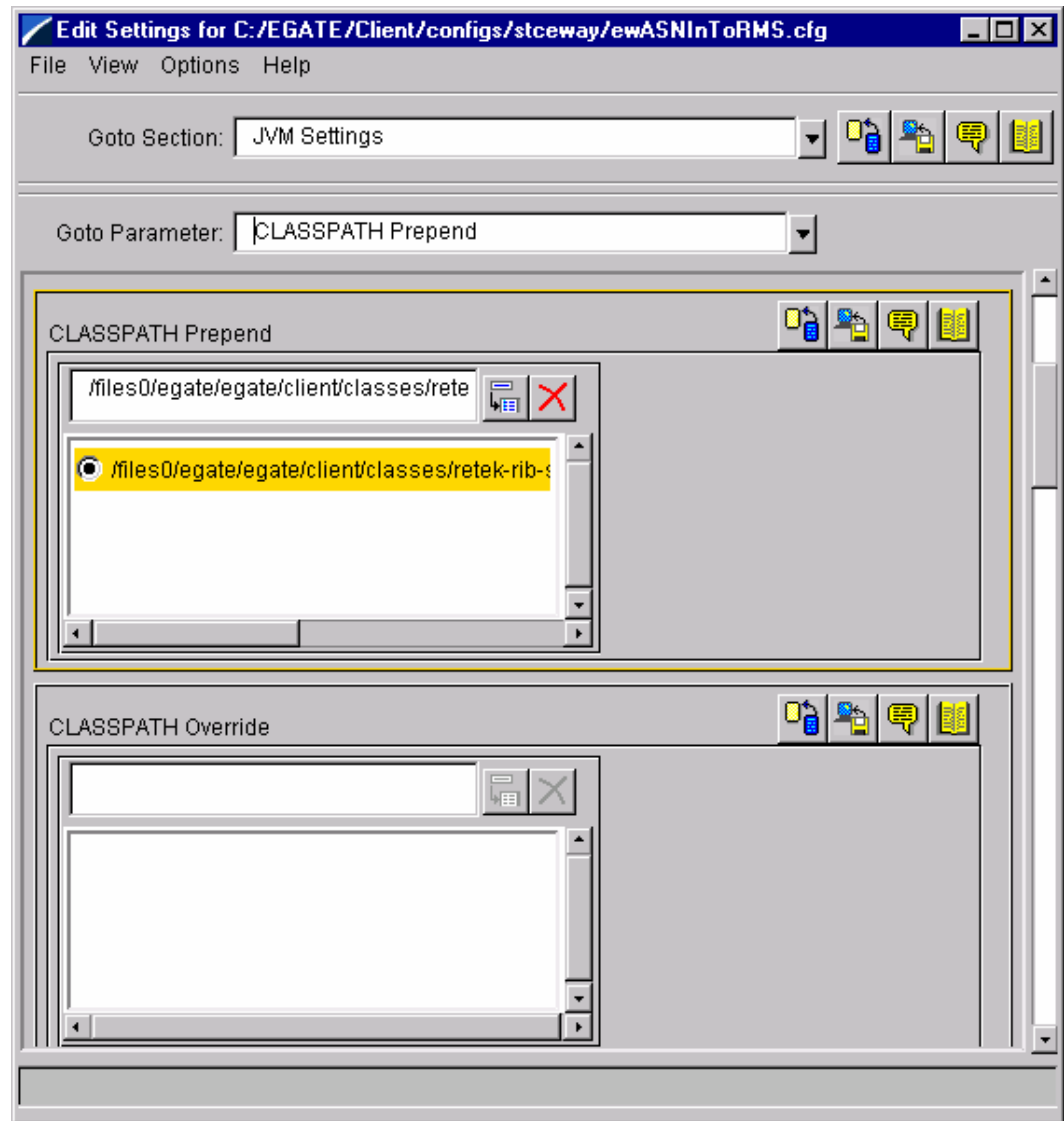 Edit Settings for C:/EGATE/Client/configs/stceway/ewASNInToRMS.cfg
File View Options Help
Goto Section: JVM Settings
Goto Parameter: CLASSPATH Prepend
CLASSPATH Prepend
/files0/egate/egate/client/classes/rete
/files0/egate/egate/client/classes/retek-rib-s
CLASSPATH Override